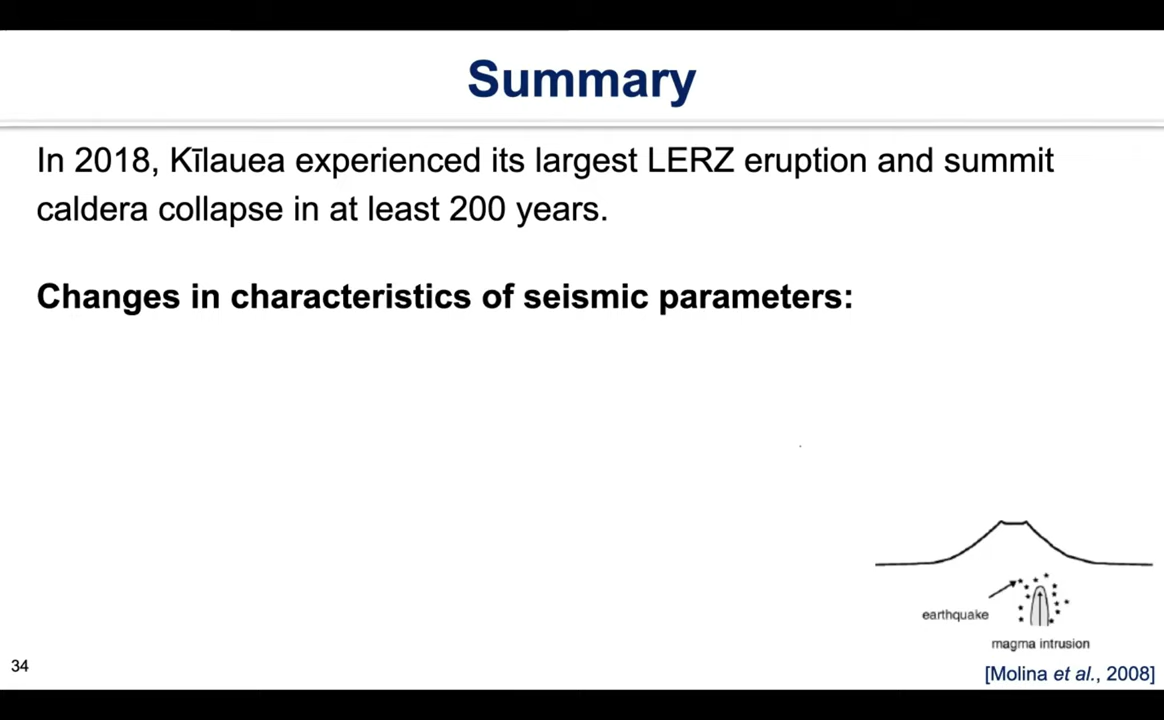 Summary
In 2018, Kīlauea experienced its largest LERZ eruption and summit
caldera collapse in at least 200 years.
Changes in characteristics of seismic parameters:
earthquake
magma intrusion
34
[Molina et al., 2008]